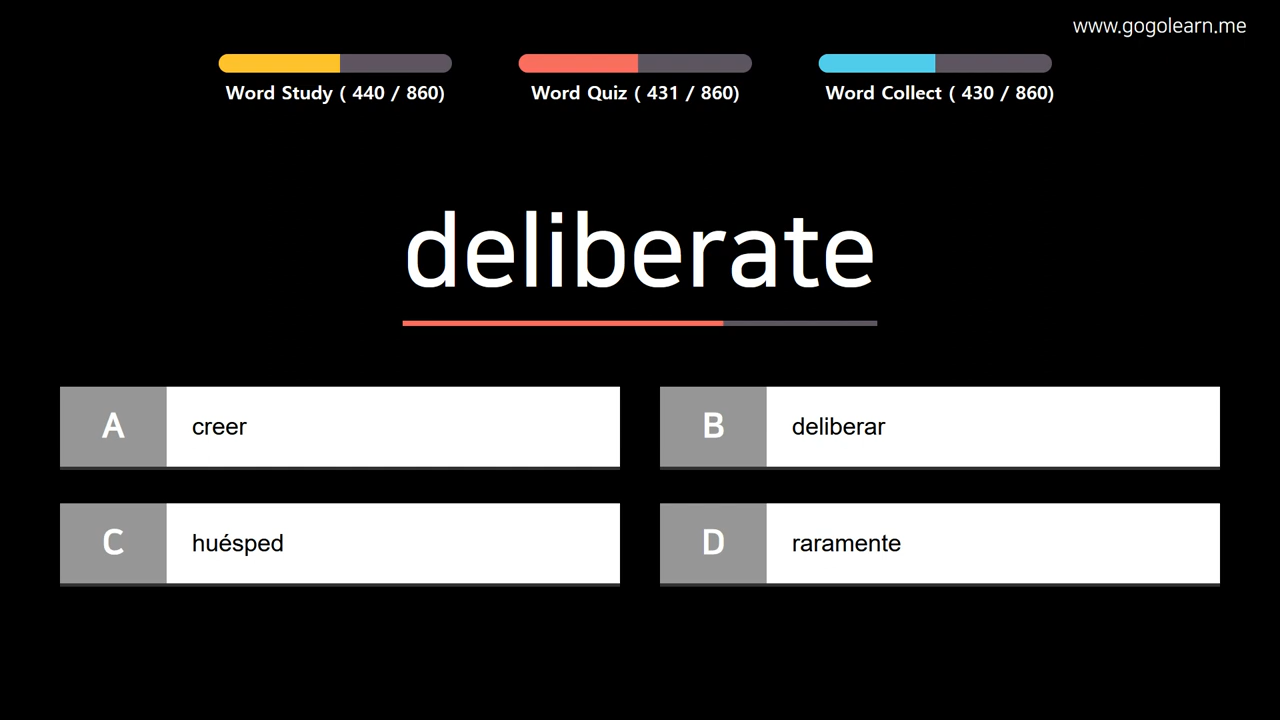 www.gogolearn.me
Word Study ( 440 / 860)
Word Quiz ( 431 / 860)
Word Collect ( 430 / 860)
deliberate
A creer
B deliberar
C huésped
D raramente